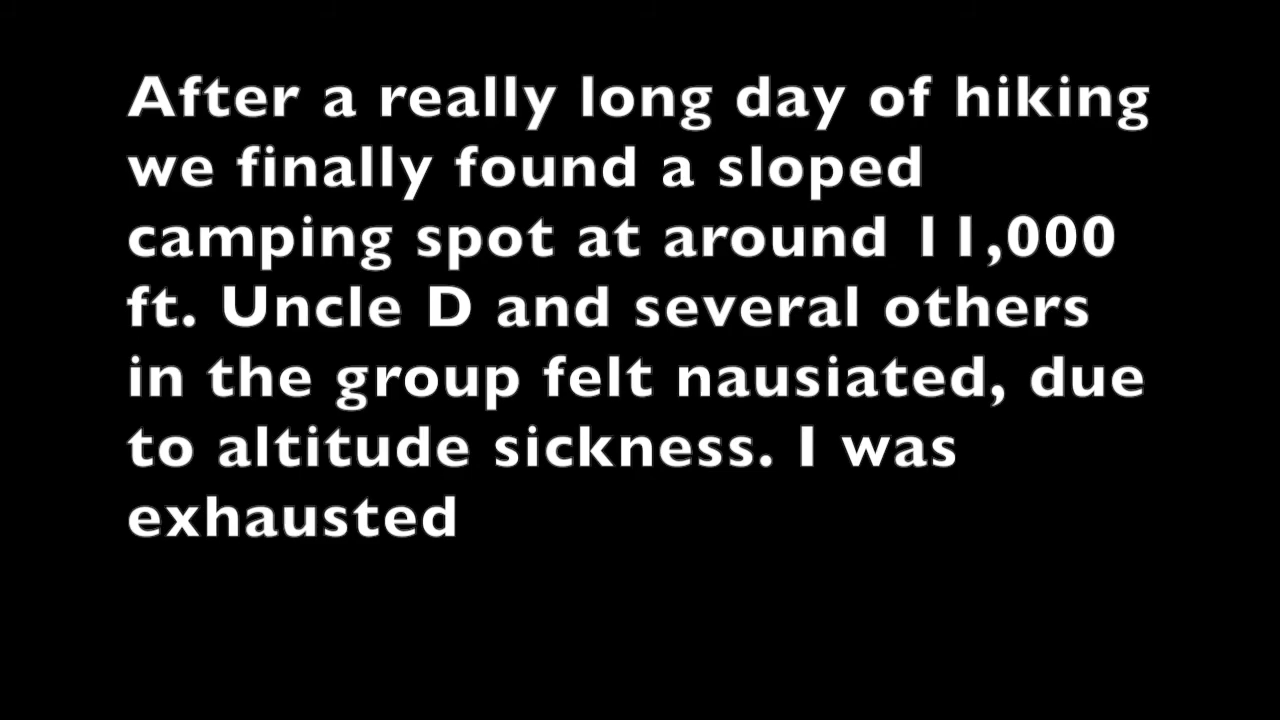 After a really long day of hiking
we finally found a sloped
camping spot at around 11,000
ft. Uncle D and several others
in the group felt nausiated, due
to altitude sickness. I was
exhausted